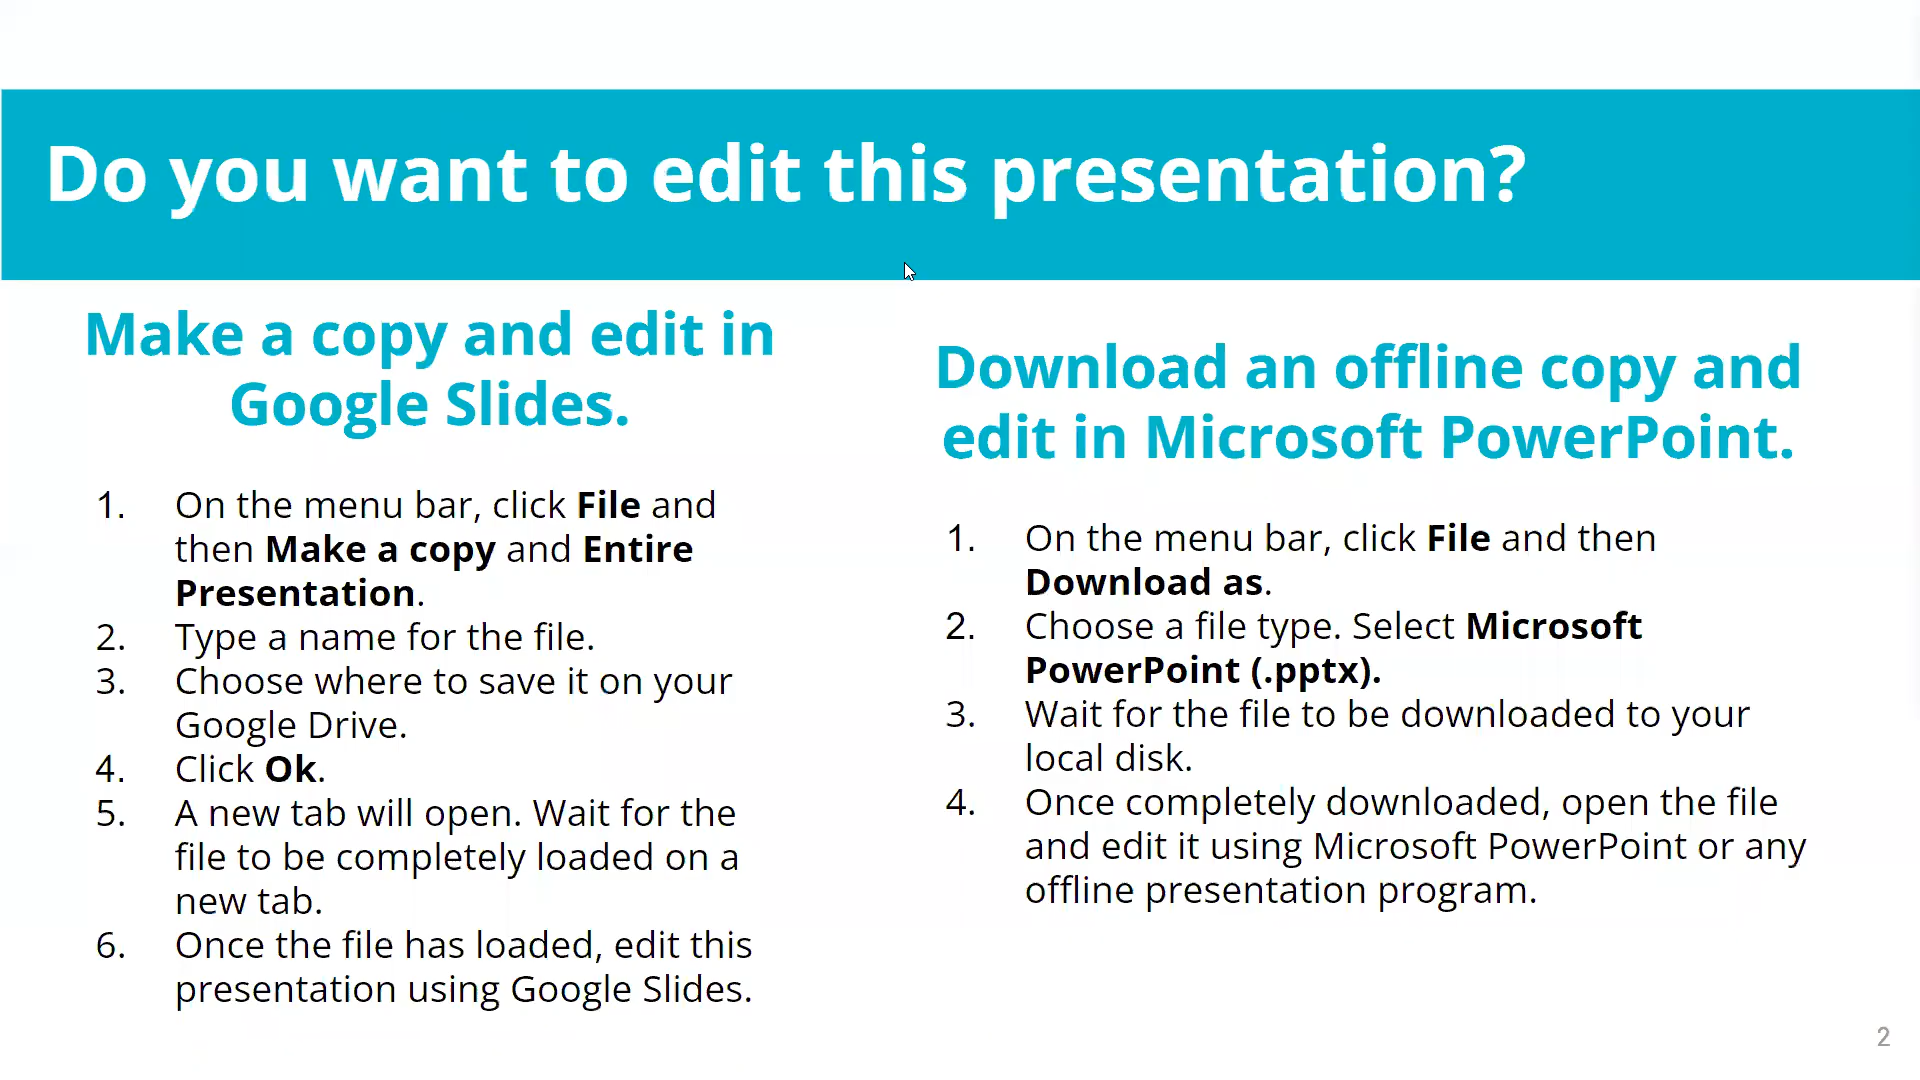 Do you want to edit this presentation?
Make a copy and edit in
Google Slides.
1. On the menu bar, click File and
then Make a copy and Entire
Presentation.
2. Type a name for the file.
3. Choose where to save it on your
Google Drive.
4. Click Ok.
5. A new tab will open. Wait for the
file to be completely loaded on a
new tab.
6. Once the file has loaded, edit this
presentation using Google Slides.
Download an offline copy and
edit in Microsoft PowerPoint.
1. On the menu bar, click File and then
Download as.
2. Choose a file type. Select Microsoft
PowerPoint (.pptx).
3. Wait for the file to be downloaded to your
local disk.
4. Once completely downloaded, open the file
and edit it using Microsoft PowerPoint or any
offline presentation program.
2